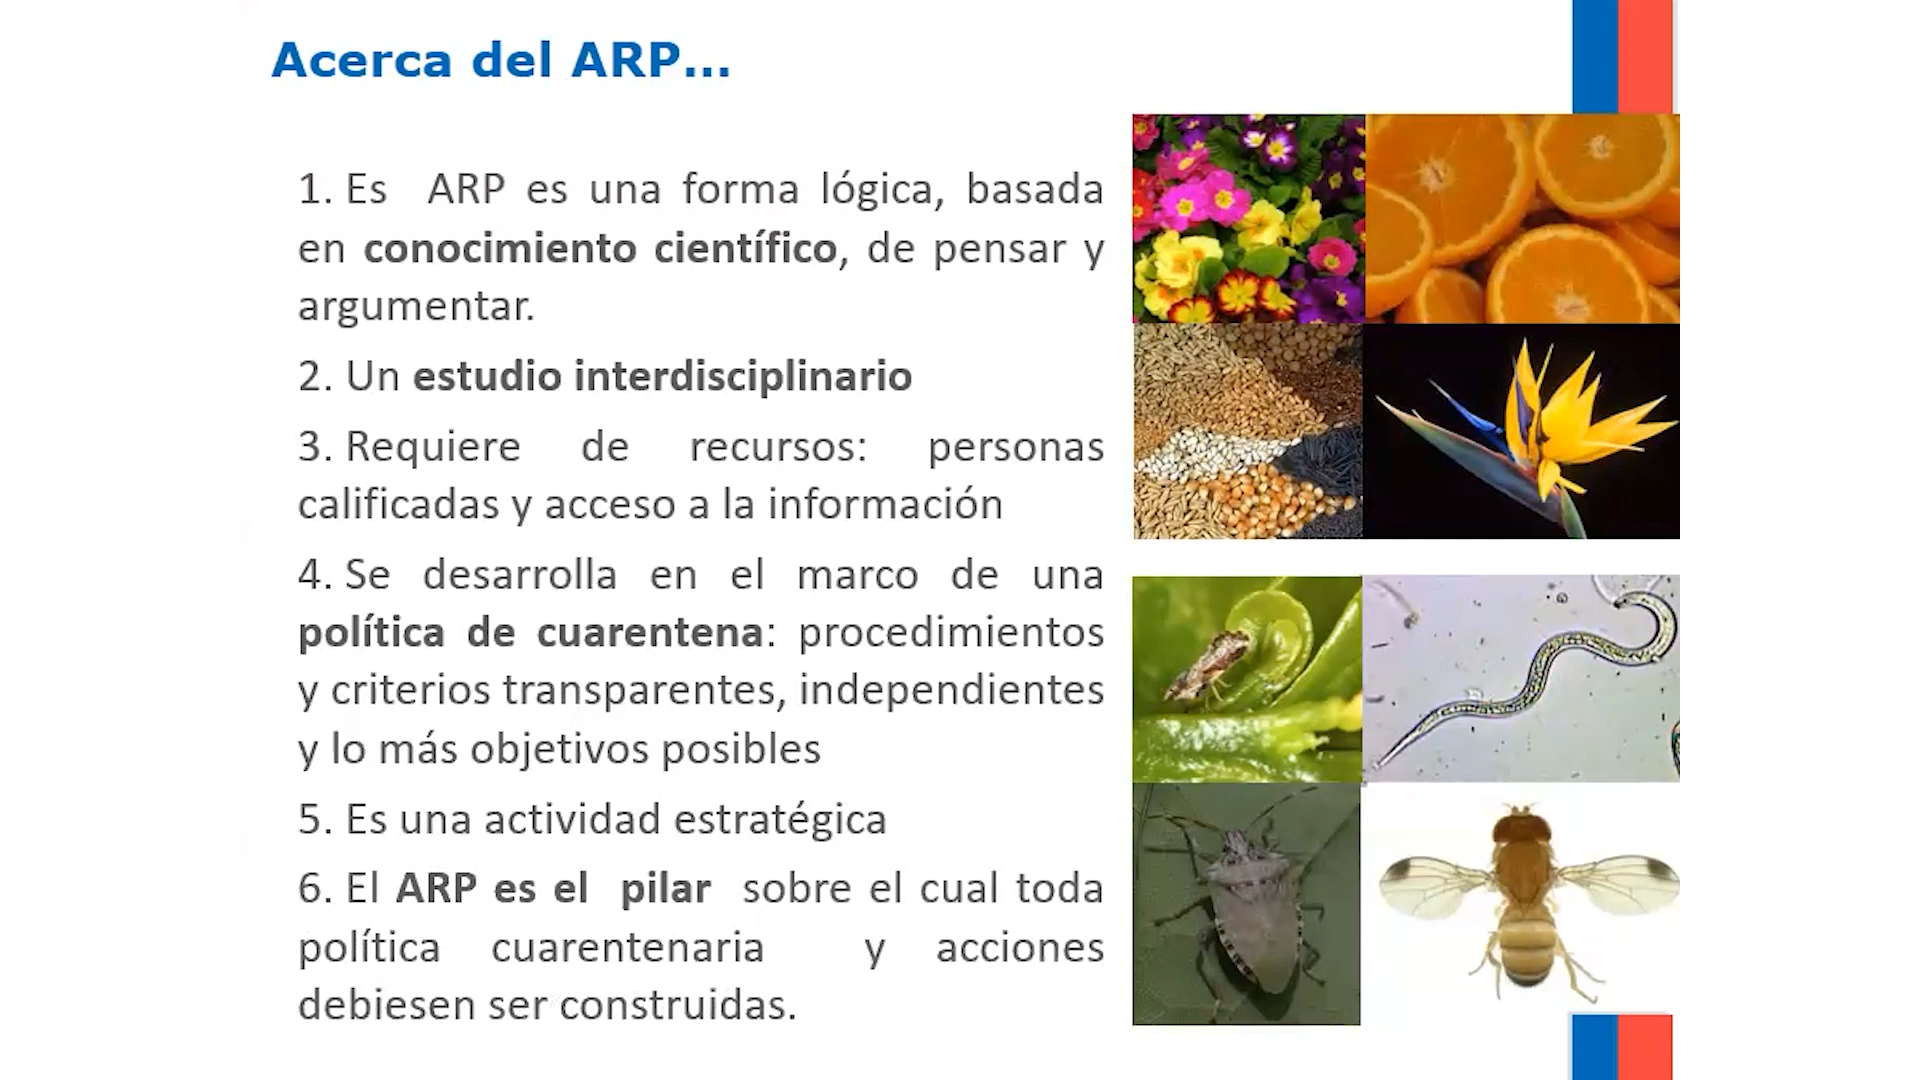 Acerca del ARP...
1. Es ARP es una forma lógica, basada
en conocimiento científico, de pensar y
argumentar.
2. Un estudio interdisciplinario
3. Requiere de recursos: personas
calificadas y acceso a la información
4. Se desarrolla en el marco de una
política de cuarentena: procedimientos
y criterios transparentes, independientes
y lo más objetivos posibles
5. Es una actividad estratégica
6. El ARP es el pilar sobre el cual toda
política cuarentenaria y acciones
debiesen ser construidas.